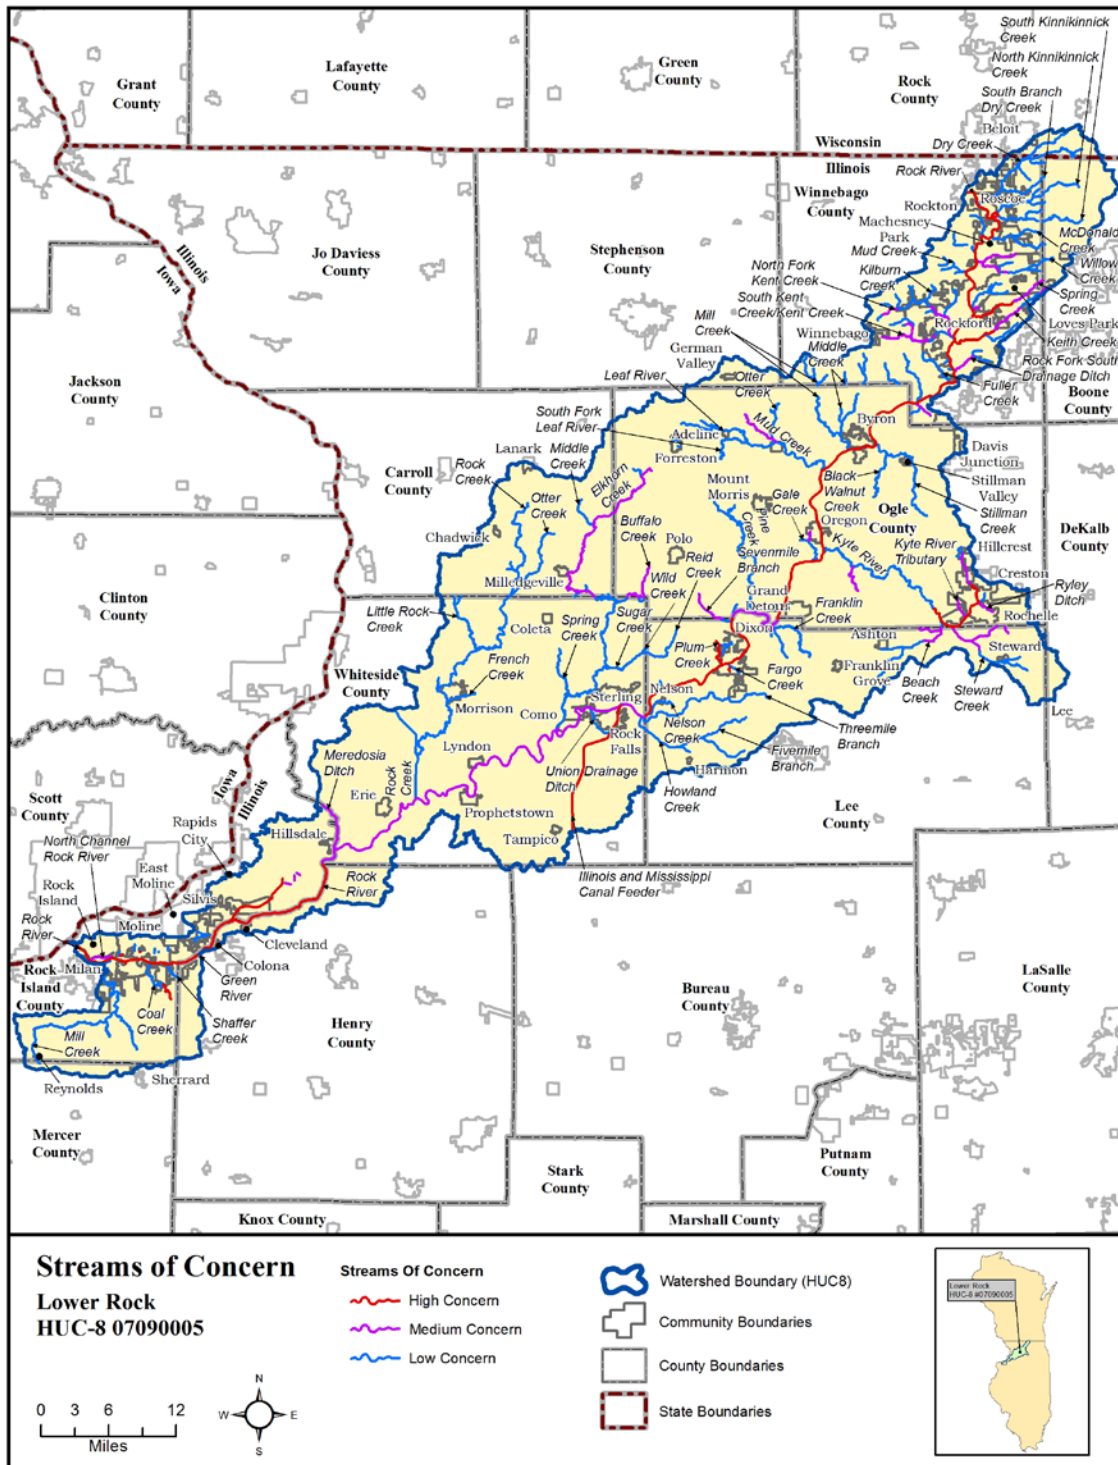 South Kinnikinnick
Creek
North Kinnikinnick
Creek
South Branch
Dry Creek
Beloit
Dry Creek
Grant
County
Lafayette
County
Green
County
Rock
County
Wisconsin
Illinois
Rock River
Winnebago
County
Rockton
Roscoe
Machesney
Park
McDonald
Creek
Mud Creek
Willow
Creek
Kilburn
Creek
Spring
Creek
North Fork
Kent Creek
South Kent
Creek/Kent Creek
Loves Park
Rockford
Keith Creek
Winnebago
Rock Fork South
Drainage Ditch
Fuller
Creek
Boone
County
Illinois
Iowa
Jo Daviess
County
Stephenson
County
Mill
Creek
Middle
Creek
German
Valley
Leaf River
Otter
Creek
Jackson
County
South Fork
Leaf River
Adeline
Mud Creek
Byron
Forreston
Davis
Junction
Carroll
County
Lanark
Rock
Creek
Middle
Creek
Otter
Creek
Elkhorn
Creek
Mount
Morris
Gale
Creek
Black
Walnut
Creek
Stillman
Valley
Oregon
Ogle
County
Stillman
Creek
DeKalb
County
Chadwick
Buffalo
Creek
Polo
Pine
Creek
Kyte River
Kyte River
Tributary
Hillcrest
Creston
Reid
Creek
Sevenmile
Branch
Milledgeville
Wild
Creek
Ryley
Ditch
Clinton
County
Little Rock
Creek
Coleta
Spring
Creek
Sugar
Creek
Grand
Detour
Franklin
Creek
Rochelle
Dixon
Ashton
Steward
Plum
Creek
Franklin
Grove
French
Creek
Fargo
Creek
Beach
Creek
Steward
Creek
Lee
Whiteside
County
Morrison
Como
Sterling
Nelson
Nelson
Creek
Threemile
Branch
Rock
Falls
Lyndon
Meredosia
Ditch
Rock
Creek
Union Drainage
Ditch
Harmon
Fivemile
Branch
Howland
Creek
Erie
Prophetstown
Tampico
Lee
County
Scott
County
Iowa
Illinois
Rapids
City
Hillsdale
North Channel
Rock River
East
Moline
Rock
Island
Silvis
Rock
River
Illinois and Mississippi
Canal Feeder
Moline
Rock
River
Cleveland
Milan
Colona
Green
River
Rock
Island
County
Coal
Creek
Shaffer
Creek
Henry
County
Bureau
County
LaSalle
County
Mill
Creek
Reynolds
Sherrard
Mercer
County
Stark
County
Putnam
County
Knox County
Marshall County
Streams of Concern
Lower Rock
HUC-8 07090005
0 3 6 12
Miles
N
W E
S
Streams Of Concern
High Concern
Medium Concern
Low Concern
Watershed Boundary (HUC8)
Community Boundaries
County Boundaries
State Boundaries
Lower Rock
HUC-8 #07090005